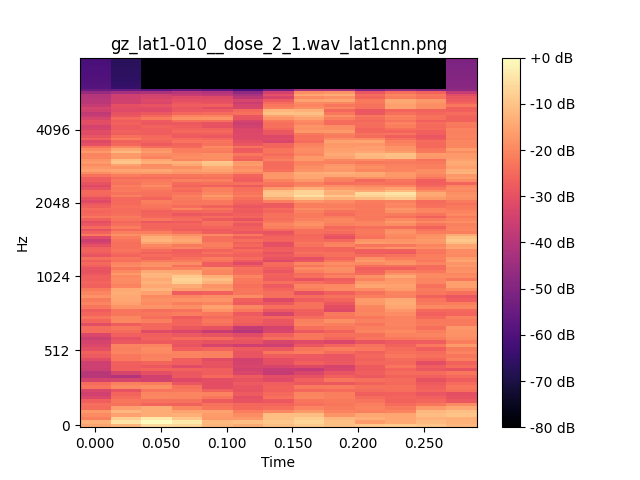 gz_lat1-010__dose_2_1.wav_lat1cnn.png
Hz
4096
2048
1024
512
0
0.000 0.050 0.100 0.150 0.200 0.250
Time
+0 dB
-10 dB
-20 dB
-30 dB
-40 dB
-50 dB
-60 dB
-70 dB
-80 dB